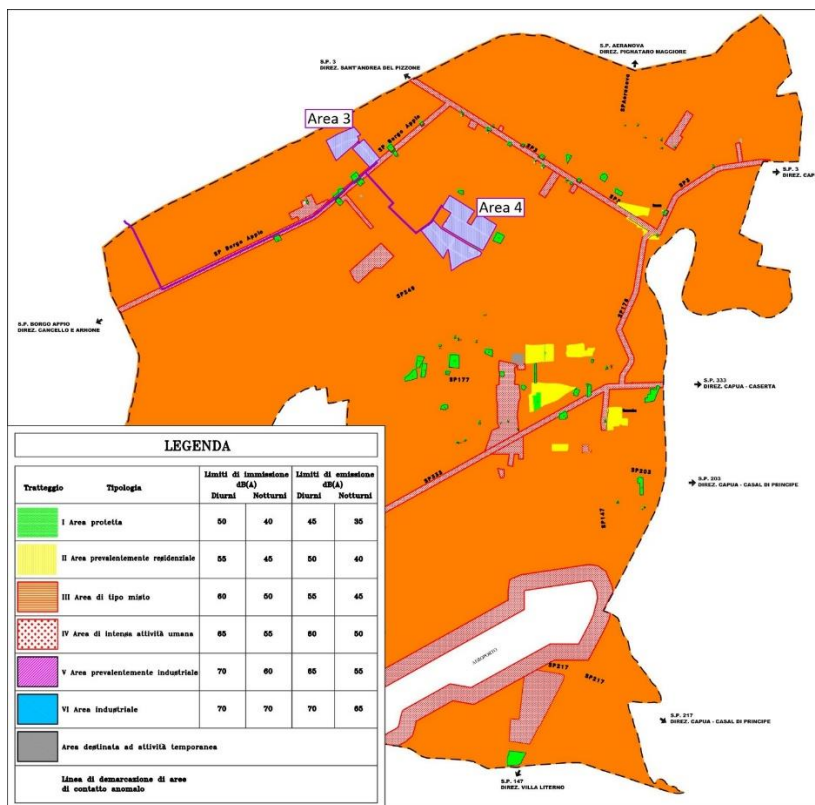 S.P. AERANOVA
DIREZ. PIGNATARO MAGGIORE
S.P. 3
DIREZ. SANT'ANDREA DEL PIZZONE
SPAeranova
Area 3
SP Borgo Appio
SP3
S.P. 3
DIREZ. CAP
SP3
Area 4
SP Borgo Appio
S.P. BORGO APPIO
DIREZ. CANCELLO E ARNONE
SP177
S.P. 333
DIREZ. CAPUA - CASERTA
SP333
S.P. 203
DIREZ. CAPUA - CASAL DI PRINCIPE
SP147
AEROPORTO
SP217
SP217
S.P. 217
DIREZ. CAPUA - CASAL DI PRINCIPE
S.P. 147
DIREZ. VILLA LITERNO
LEGENDA
Tratteggio Tipologia Limiti di immissione dB(A) Limiti di emissione dB(A)
Diurni Notturni Diurni Notturni
I Area protetta 50 40 45 35
II Area prevalentemente residenziale 55 45 50 40
III Area di tipo misto 60 50 55 45
IV Area di intensa attività umana 65 55 60 50
V Area prevalentemente industriale 70 60 65 55
VI Area industriale 70 70 70 65
Area destinata ad attività temporanea
Linea di demarcazione di aree
di contatto anomalo